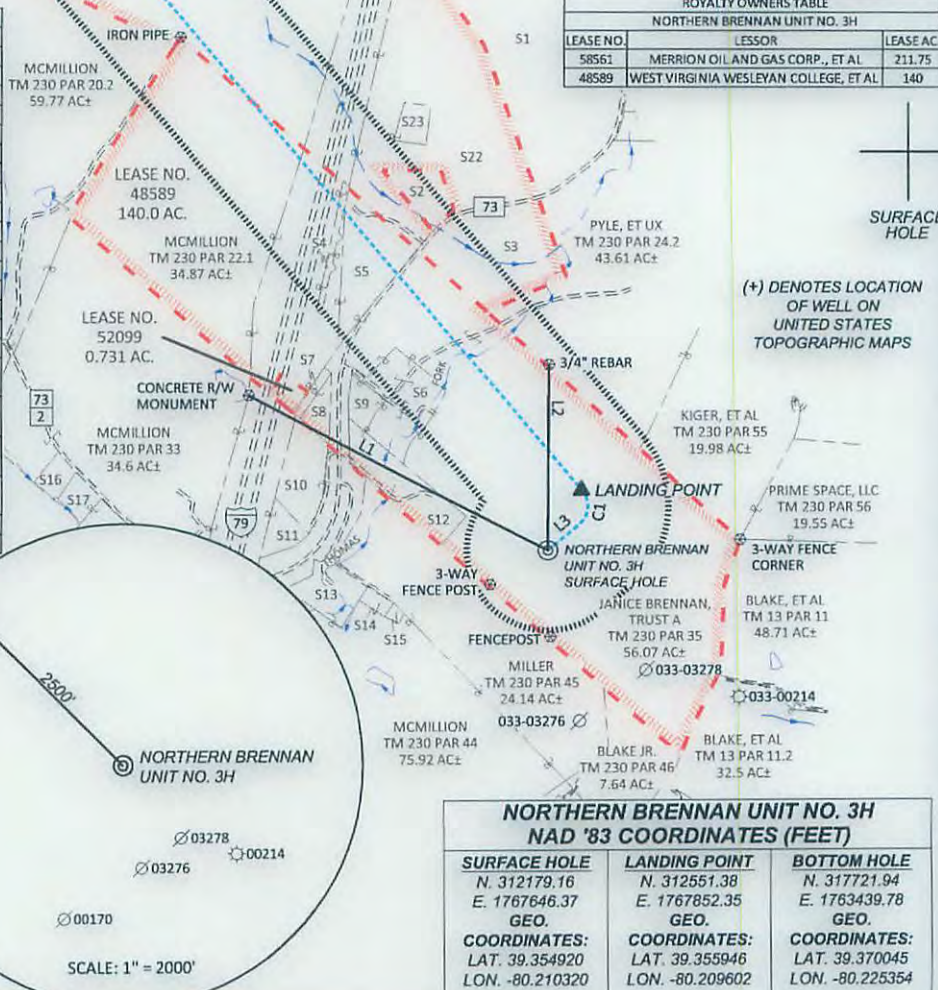 ROYALTY OWNERS TABLE
NORTHERN BRENNAN UNIT NO. 3H
LEASE NO. LESSOR LEASE AC.
58561 MERRION OIL AND GAS CORP., ET AL 211.75
48589 WEST VIRGINIA WESLEYAN COLLEGE, ET AL 140
S1
IRON PIPE
MCMILLION
TM 230 PAR 20.2
59.77 AC±
S23
S22
S2
73
LEASE NO.
48589
140.0 AC.
SURFACE
HOLE
PYLE, ET UX
TM 230 PAR 24.2
43.61 AC±
S3
S4
S5
MCMILLION
TM 230 PAR 22.1
34.87 AC±
(+) DENOTES LOCATION
OF WELL ON
UNITED STATES
TOPOGRAPHIC MAPS
LEASE NO.
52099
0.731 AC.
S7
3/4" REBAR
CONCRETE R/W
MONUMENT
S8
S9
S6
FORK
L2
73
2
L1
KIGER, ET AL
TM 230 PAR 55
19.98 AC±
MCMILLION
TM 230 PAR 33
34.6 AC±
S16
S17
S10
LANDING POINT
PRIME SPACE, LLC
TM 230 PAR 56
19.55 AC±
79
S11
S12
L3
C1
THOMAS
NORTHERN BRENNAN
UNIT NO. 3H
SURFACE HOLE
3-WAY FENCE
CORNER
3-WAY
FENCE POST
S13
S14
S15
JANICE BRENNAN,
TRUST A
TM 230 PAR 35
56.07 AC±
BLAKE, ET AL
TM 13 PAR 11
48.71 AC±
FENCEPOST
033-03278
033-00214
MILLER
TM 230 PAR 45
24.14 AC±
033-03276
MCMILLION
TM 230 PAR 44
75.92 AC±
BLAKE JR.
TM 230 PAR 46
7.64 AC±
BLAKE, ET AL
TM 13 PAR 11.2
32.5 AC±
2500'
NORTHERN BRENNAN
UNIT NO. 3H
03278
03276
00214
00170
SCALE: 1" = 2000'
NORTHERN BRENNAN UNIT NO. 3H
NAD '83 COORDINATES (FEET)
SURFACE HOLE LANDING POINT BOTTOM HOLE
N. 312179.16 N. 312551.38 N. 317721.94
E. 1767646.37 E. 1767852.35 E. 1763439.78
GEO. GEO. GEO.
COORDINATES: COORDINATES: COORDINATES:
LAT. 39.354920 LAT. 39.355946 LAT. 39.370045
LON. -80.210320 LON. -80.209602 LON. -80.225354